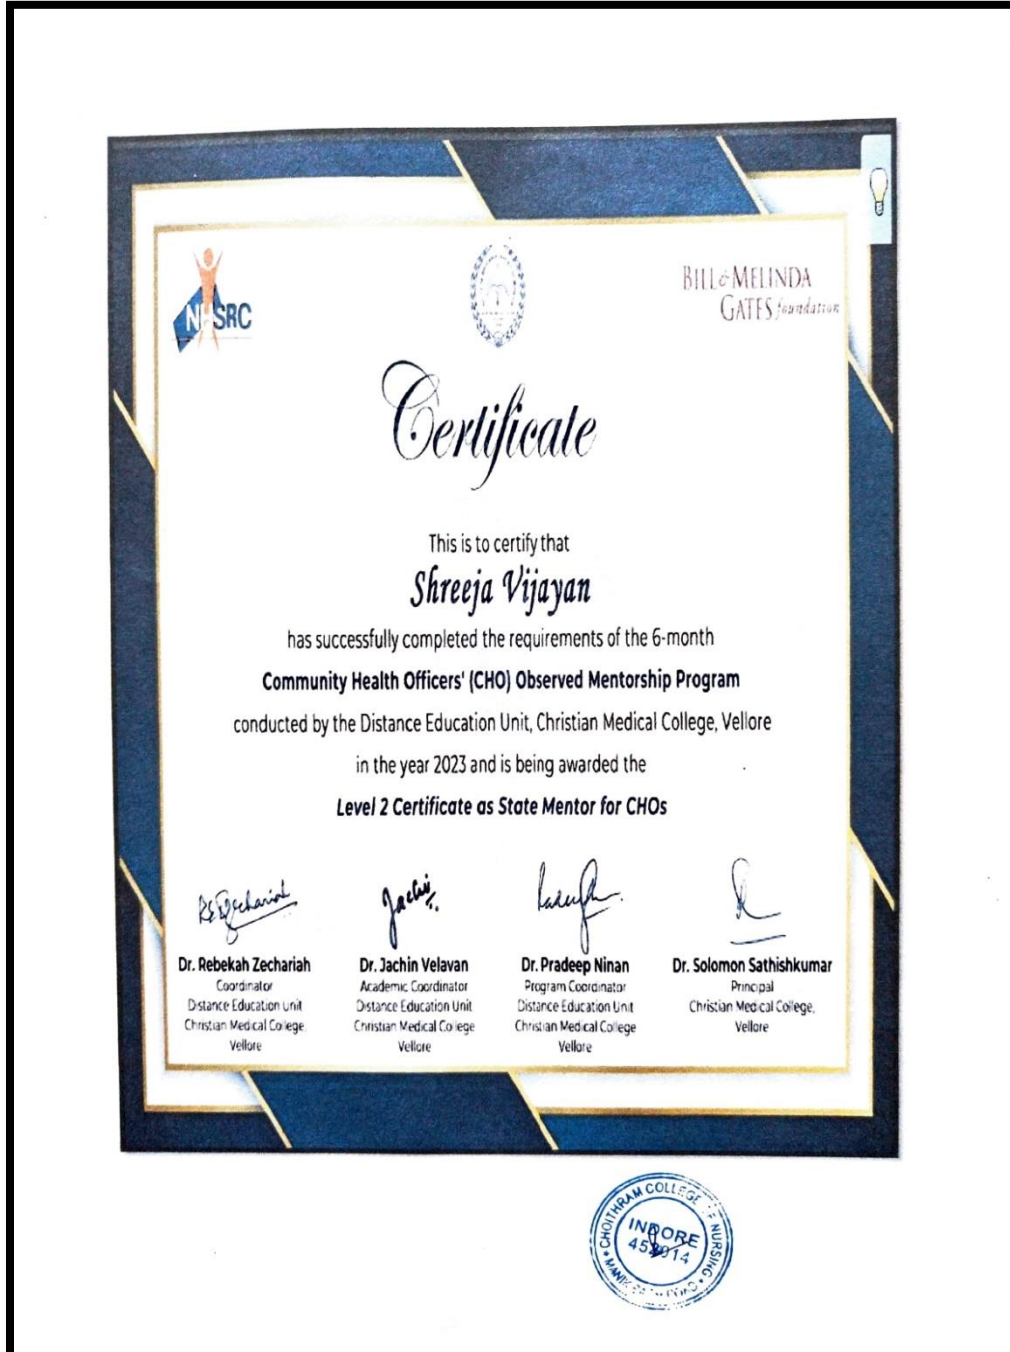 NHSRC
BILL & MELINDA
GATES foundation
Certificate
This is to certify that
Shreeja Vijayan
has successfully completed the requirements of the 6-month
Community Health Officers' (CHO) Observed Mentorship Program
conducted by the Distance Education Unit, Christian Medical College, Vellore
in the year 2023 and is being awarded the
Level 2 Certificate as State Mentor for CHOs
Dr. Rebekah Zechariah
Coordinator
Distance Education Unit
Christian Medical College
Vellore
Dr. Jachin Velavan
Academic Coordinator
Distance Education Unit
Christian Medical College
Vellore
Dr. Pradeep Ninan
Program Coordinator
Distance Education Unit
Christian Medical College
Vellore
Dr. Solomon Sathishkumar
Principal
Christian Medical College,
Vellore
CHOITHRAM COLLEGE OF NURSING
INDORE